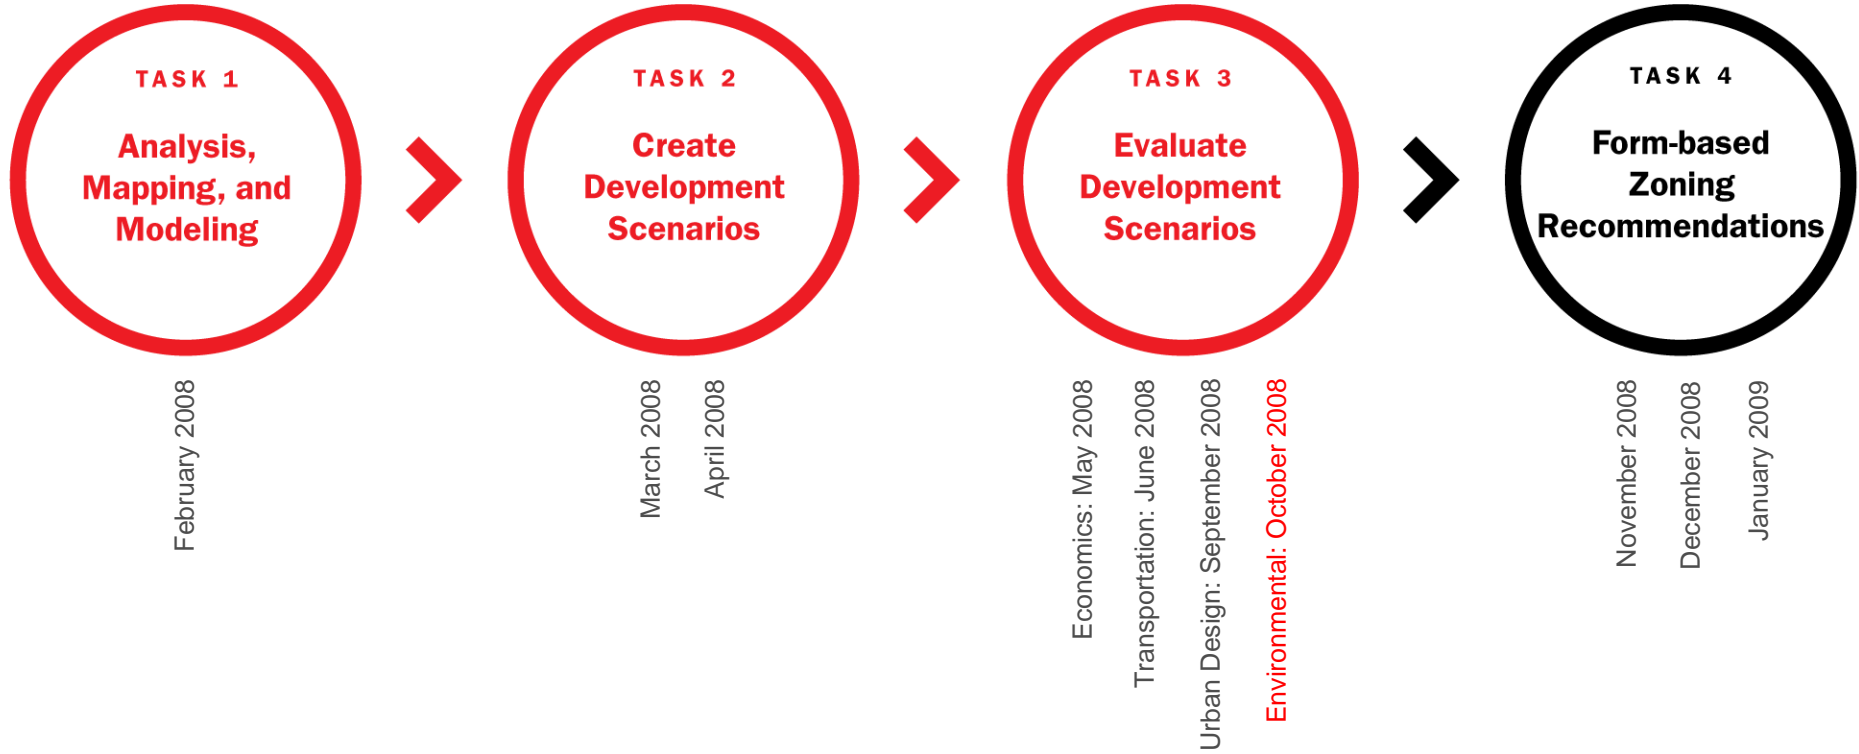 TASK 1
Analysis,
Mapping, and
Modeling
TASK 2
Create
Development
Scenarios
TASK 3
Evaluate
Development
Scenarios
TASK 4
Form-based
Zoning
Recommendations
February 2008
March 2008
April 2008
Economics: May 2008
Transportation: June 2008
Urban Design: September 2008
Environmental: October 2008
November 2008
December 2008
January 2009